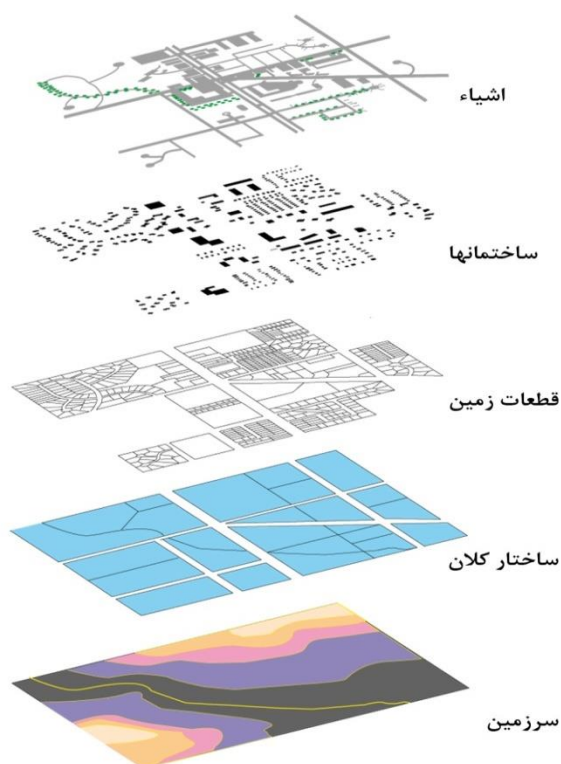 اشیاء
ساختمانها
قطعات زمین
ساختار کلان
سرزمین